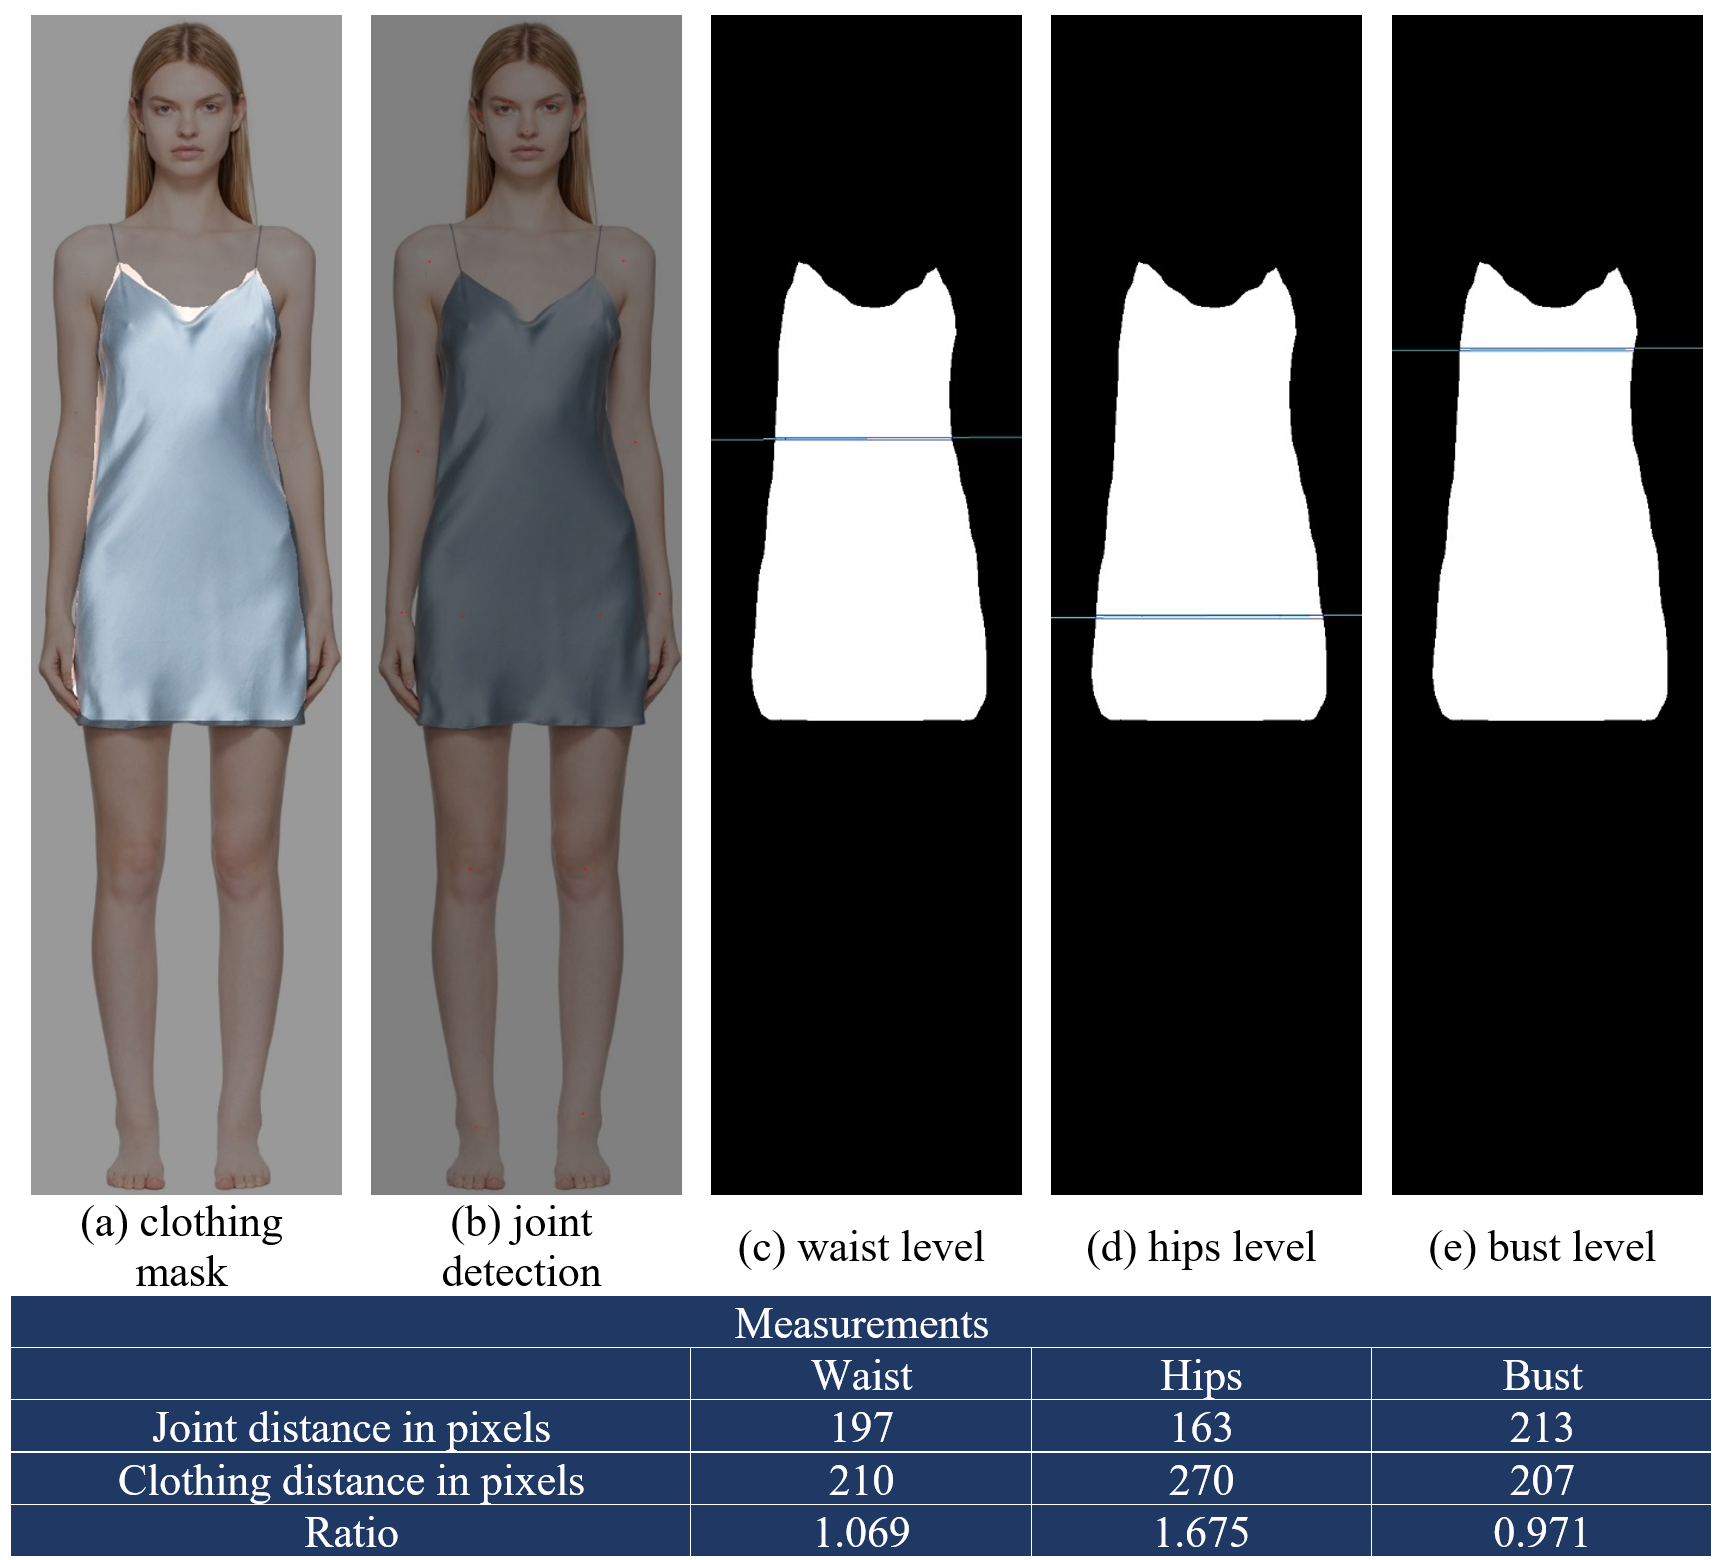 (a) clothing
mask
(b) joint
detection
(c) waist level
(d) hips level
(e) bust level
Measurements
Waist Hips Bust
Joint distance in pixels 197 163 213
Clothing distance in pixels 210 270 207
Ratio 1.069 1.675 0.971